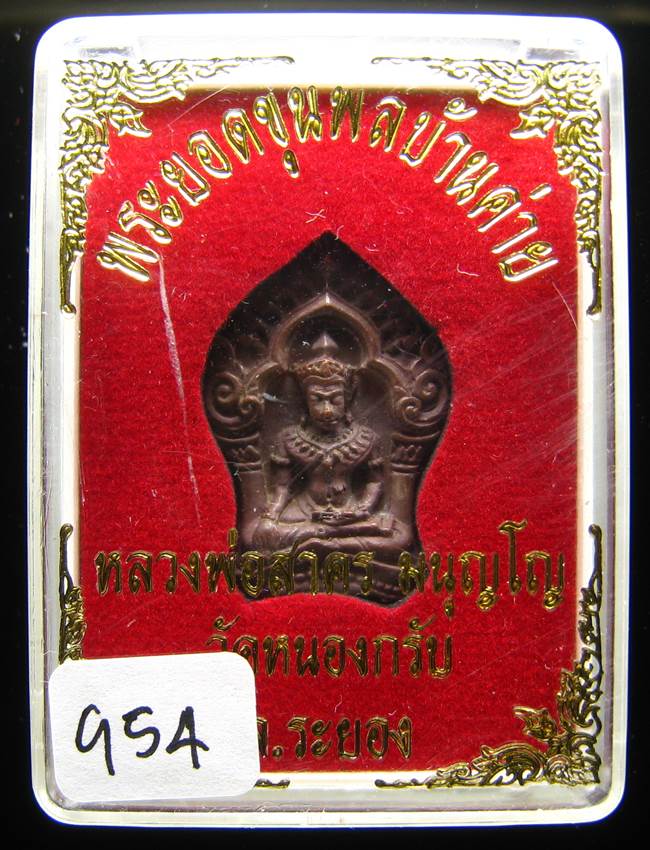 พระยอดขุนพลบ้านค่าย
หลวงพ่อสาคร มนุญโญ
วัดหนองกรับ
จ.ระยอง
954